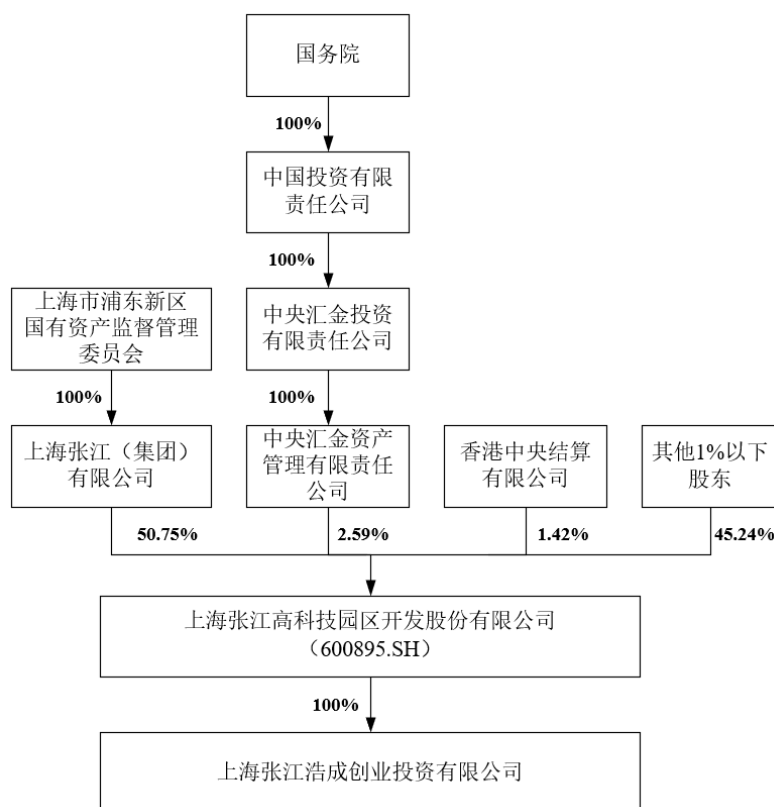 国务院
100%
中国投资有限
责任公司
100%
上海市浦东新区
国有资产监督管理
委员会
中央汇金投资
有限责任公司
100%
100%
上海张江（集团）
有限公司
中央汇金资产
管理有限责任
公司
香港中央结算
有限公司
其他1%以下
股东
50.75%
2.59%
1.42%
45.24%
上海张江高科技园区开发股份有限公司
（600895.SH）
100%
上海张江浩成创业投资有限公司